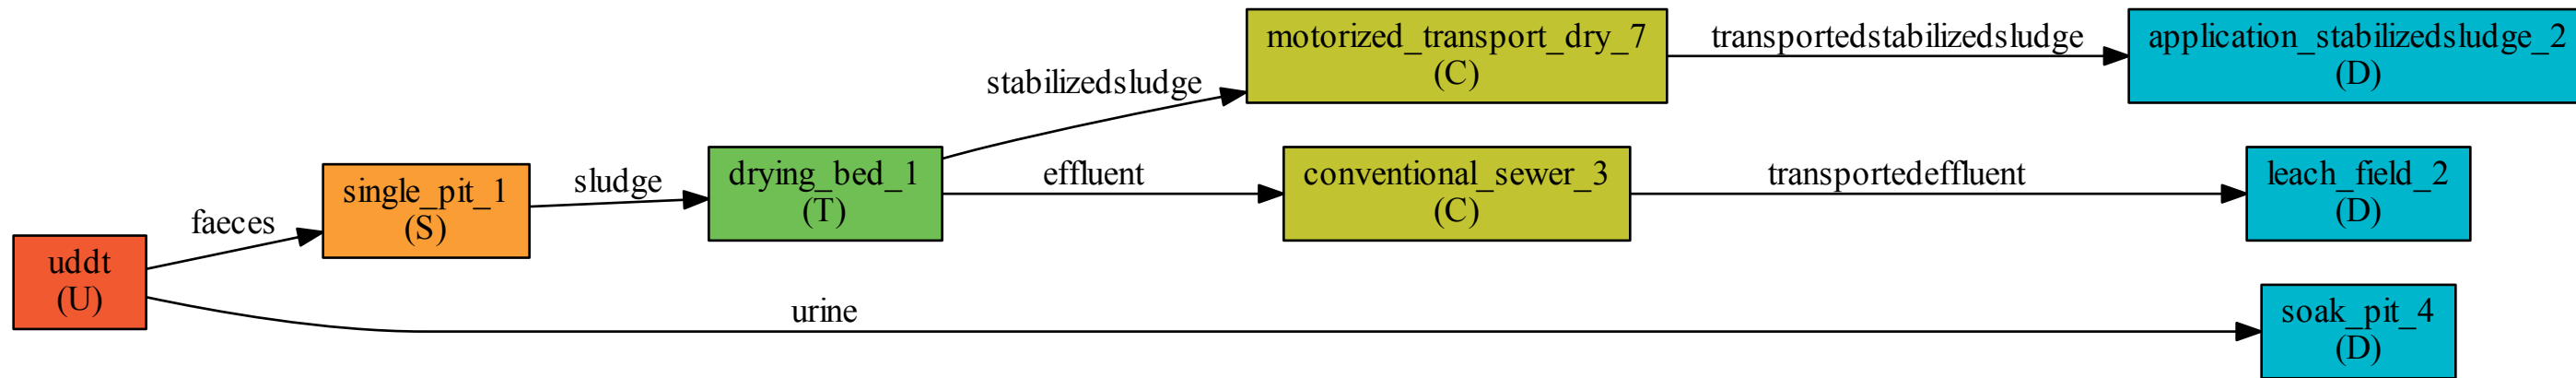 uddt
(U)
faeces
urine
single_pit_1
(S)
sludge
drying_bed_1
(T)
stabilizedsludge
effluent
motorized_transport_dry_7
(C)
conventional_sewer_3
(C)
transportedstabilizedsludge
transportedeffluent
application_stabilizedsludge_2
(D)
leach_field_2
(D)
soak_pit_4
(D)